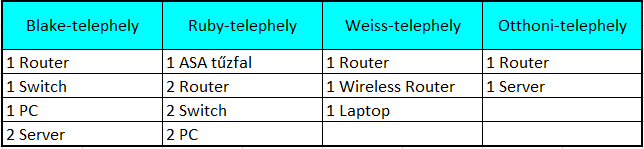 Blake-telephely Ruby-telephely Weiss-telephely Otthoni-telephely
1 Router 1 ASA tűzfal 1 Router 1 Router
1 Switch 2 Router 1 Wireless Router 1 Server
1 PC 2 Switch 1 Laptop
2 Server 2 PC